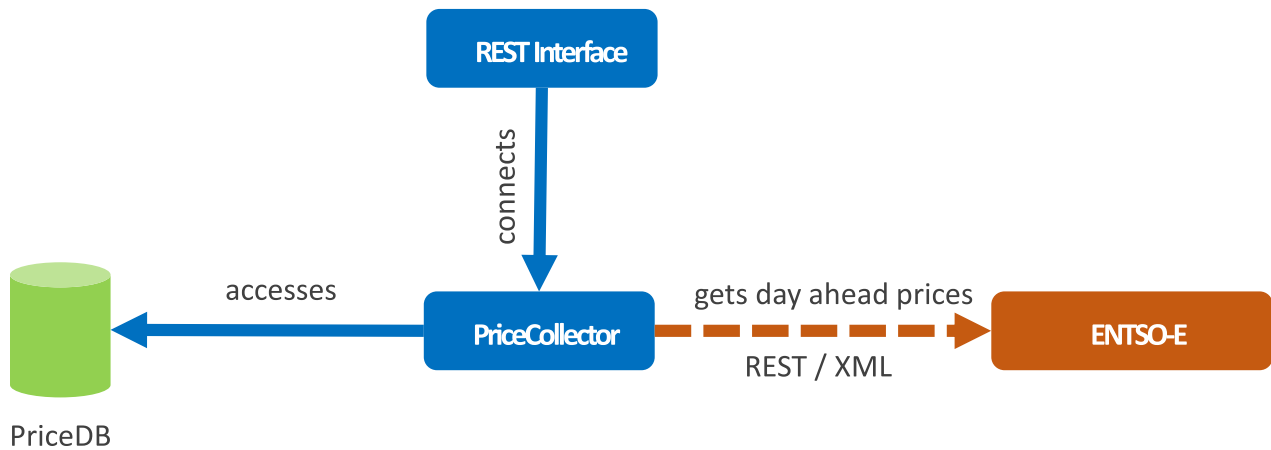 REST Interface
connects
accesses
gets day ahead prices
PriceCollector
ENTSO-E
REST / XML
PriceDB